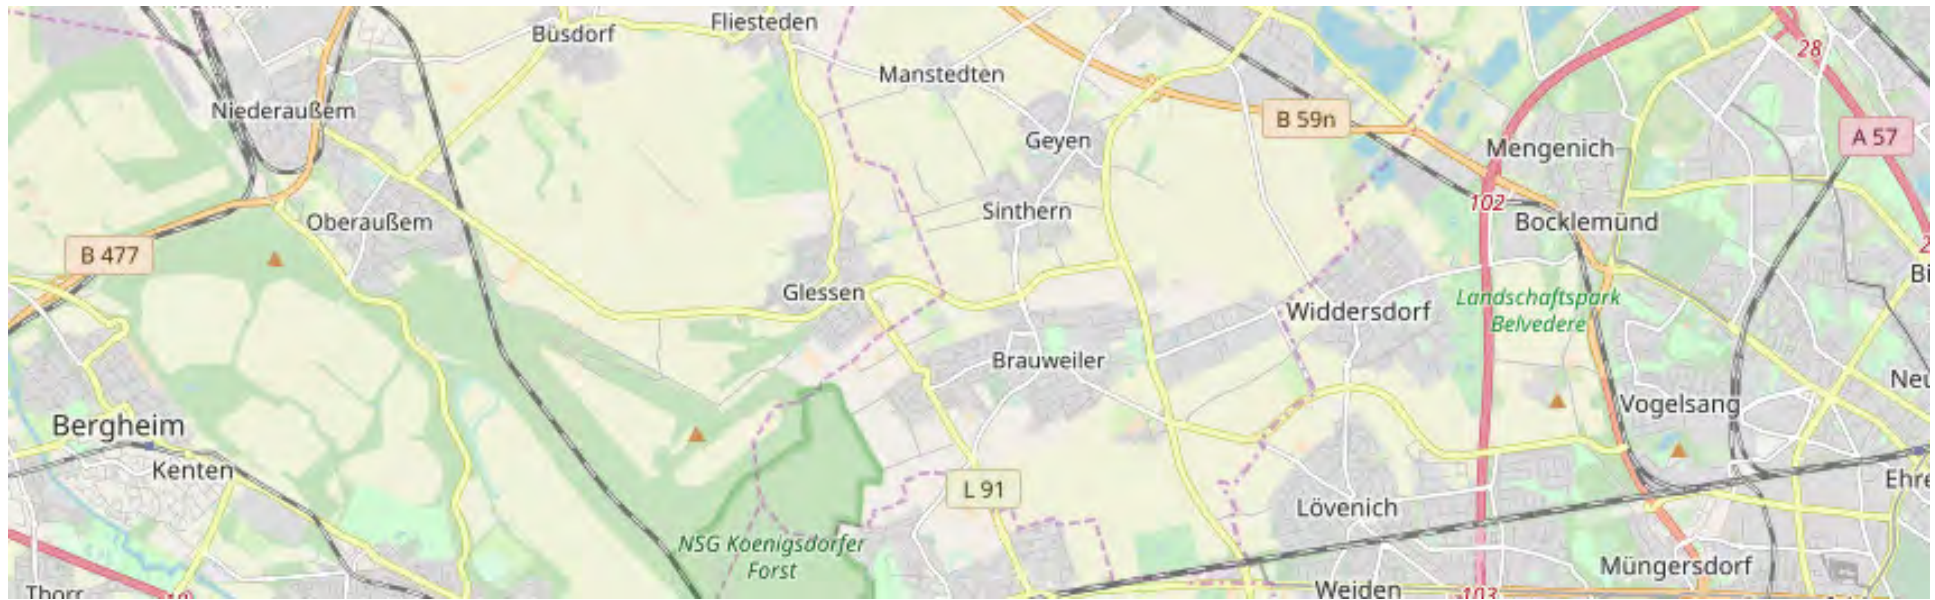 Büsdorf
Fliesteden
28
Manstedten
Niederaußem
B 59n
A 57
Geyen
Mengenich
102
Sinthern
Oberaußem
Bocklemünd
B 477
Glessen
Widdersdorf
Landschaftspark
Belvedere
Brauweiler
Vogelsang
Bergheim
Kenten
L 91
Lövenich
NSG Koenigsdorfer
Forst
Müngersdorf
Weiden
103
Thorr